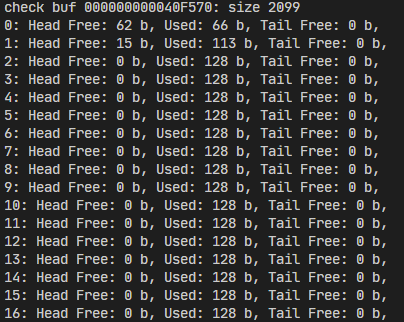 check buf 000000000040F570: size 2099
0: Head Free: 62 b, Used: 66 b, Tail Free: 0 b,
1: Head Free: 15 b, Used: 113 b, Tail Free: 0 b,
2: Head Free: 0 b, Used: 128 b, Tail Free: 0 b,
3: Head Free: 0 b, Used: 128 b, Tail Free: 0 b,
4: Head Free: 0 b, Used: 128 b, Tail Free: 0 b,
5: Head Free: 0 b, Used: 128 b, Tail Free: 0 b,
6: Head Free: 0 b, Used: 128 b, Tail Free: 0 b,
7: Head Free: 0 b, Used: 128 b, Tail Free: 0 b,
8: Head Free: 0 b, Used: 128 b, Tail Free: 0 b,
9: Head Free: 0 b, Used: 128 b, Tail Free: 0 b,
10: Head Free: 0 b, Used: 128 b, Tail Free: 0 b,
11: Head Free: 0 b, Used: 128 b, Tail Free: 0 b,
12: Head Free: 0 b, Used: 128 b, Tail Free: 0 b,
13: Head Free: 0 b, Used: 128 b, Tail Free: 0 b,
14: Head Free: 0 b, Used: 128 b, Tail Free: 0 b,
15: Head Free: 0 b, Used: 128 b, Tail Free: 0 b,
16: Head Free: 0 b, Used: 128 b, Tail Free: 0 b,